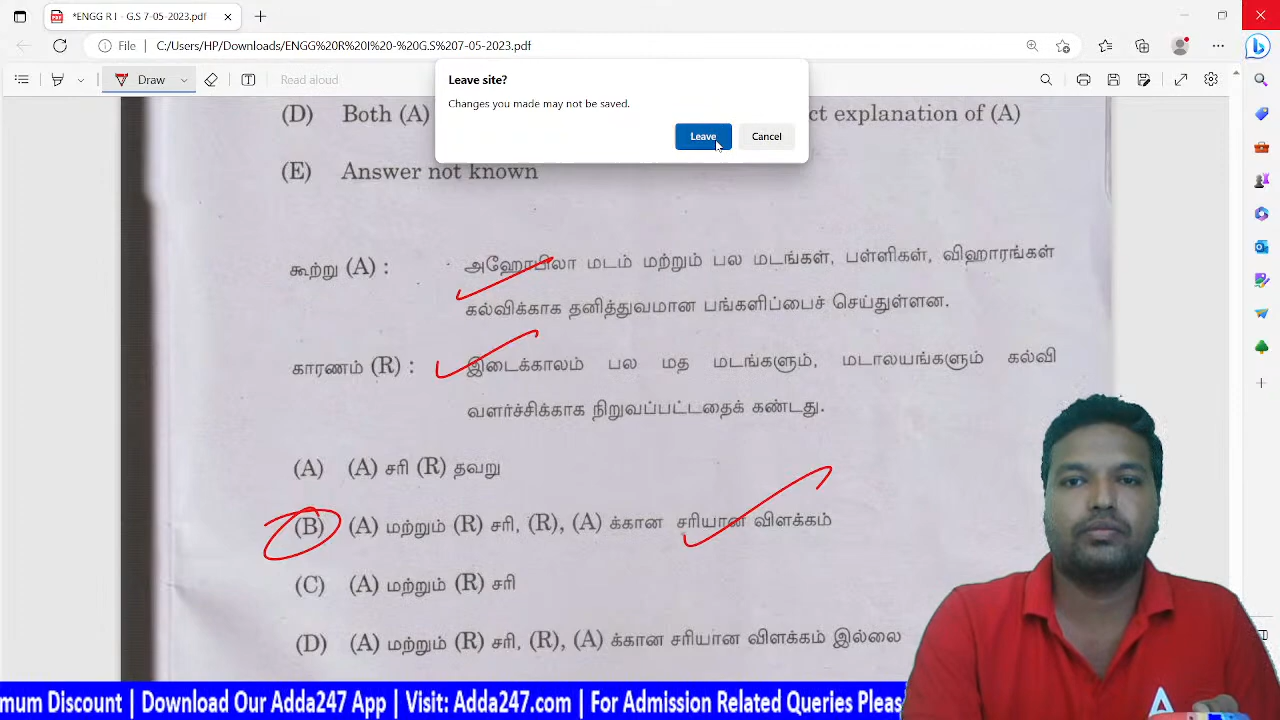 *ENGG R I - G.S 7-05-2023.pdf
File C:/Users/HP/Downloads/ENGG%20R%20I%20-%20G.S%207-05-2023.pdf
Draw
Read aloud
Leave site?
Changes you made may not be saved.
Leave Cancel
(D) Both (A) ct explanation of (A)
(E) Answer not known
கூற்று (A) : அஹோபிலா மடம் மற்றும் பல மடங்கள், பள்ளிகள், விஹாரங்கள்
கல்விக்காக தனித்துவமான பங்களிப்பைச் செய்துள்ளன.
காரணம் (R) : இடைக்காலம் பல மத மடங்களும், மடாலயங்களும் கல்வி
வளர்ச்சிக்காக நிறுவப்பட்டதைக் கண்டது.
(A) (A) சரி (R) தவறு
(B) (A) மற்றும் (R) சரி, (R), (A) க்கான சரியான விளக்கம்
(C) (A) மற்றும் (R) சரி
(D) (A) மற்றும் (R) சரி, (R), (A) க்கான சரியான விளக்கம் இல்லை
mum Discount | Download Our Adda247 App | Visit: Adda247.com | For Admission Related Queries Pleas